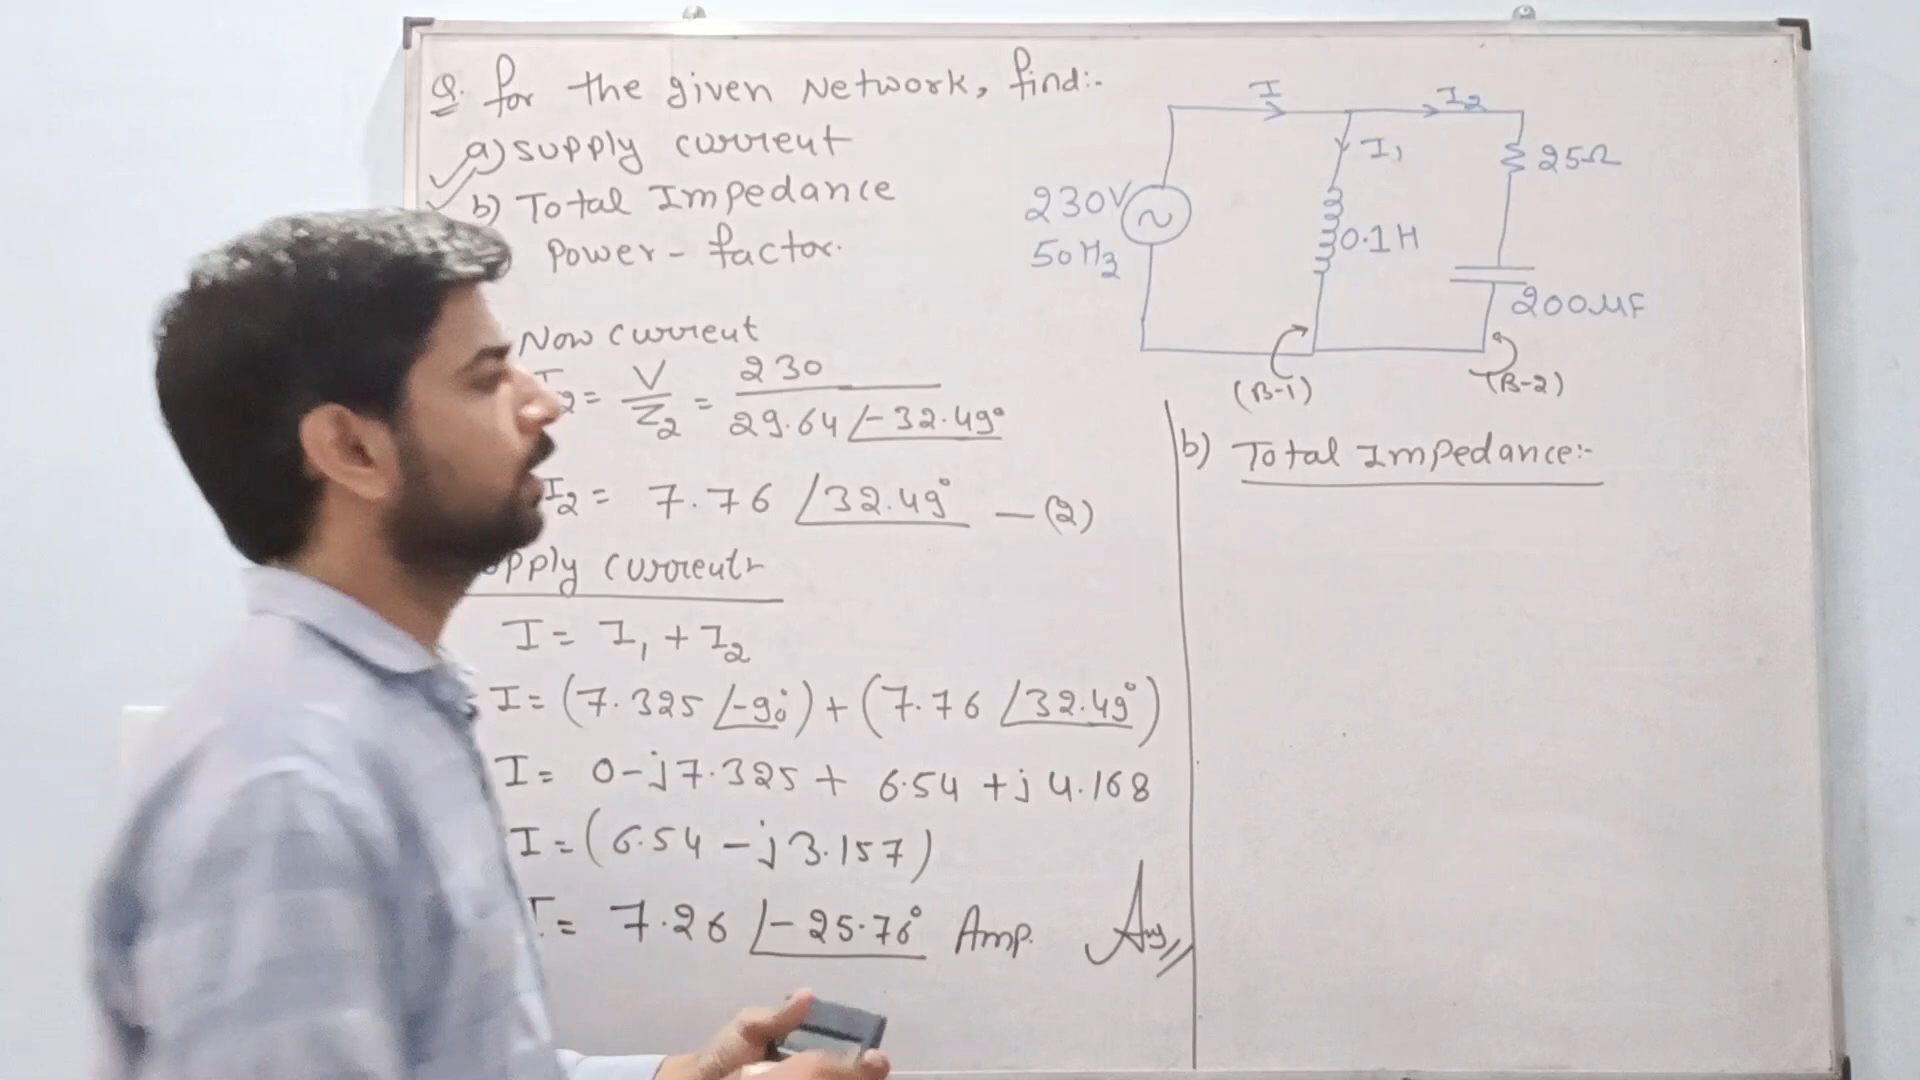 Q. for the given Network, find:-
a) supply current
b) Total Impedance
Power-factor.
I
I2
I1
25Ω
230V
50Hz
0.1H
200μF
(B-1)
(B-2)
Now current
2 = V/Z2 = 230/29.64∠-32.49°
I2 = 7.76 ∠32.49° —(2)
pply current
I = I1 + I2
I = (7.325 ∠-90°) + (7.76 ∠32.49°)
I = 0-j7.325 + 6.54 + j4.168
I = (6.54 - j3.157)
I = 7.26 ∠-25.76° Amp. Ans
b) Total Impedance:-